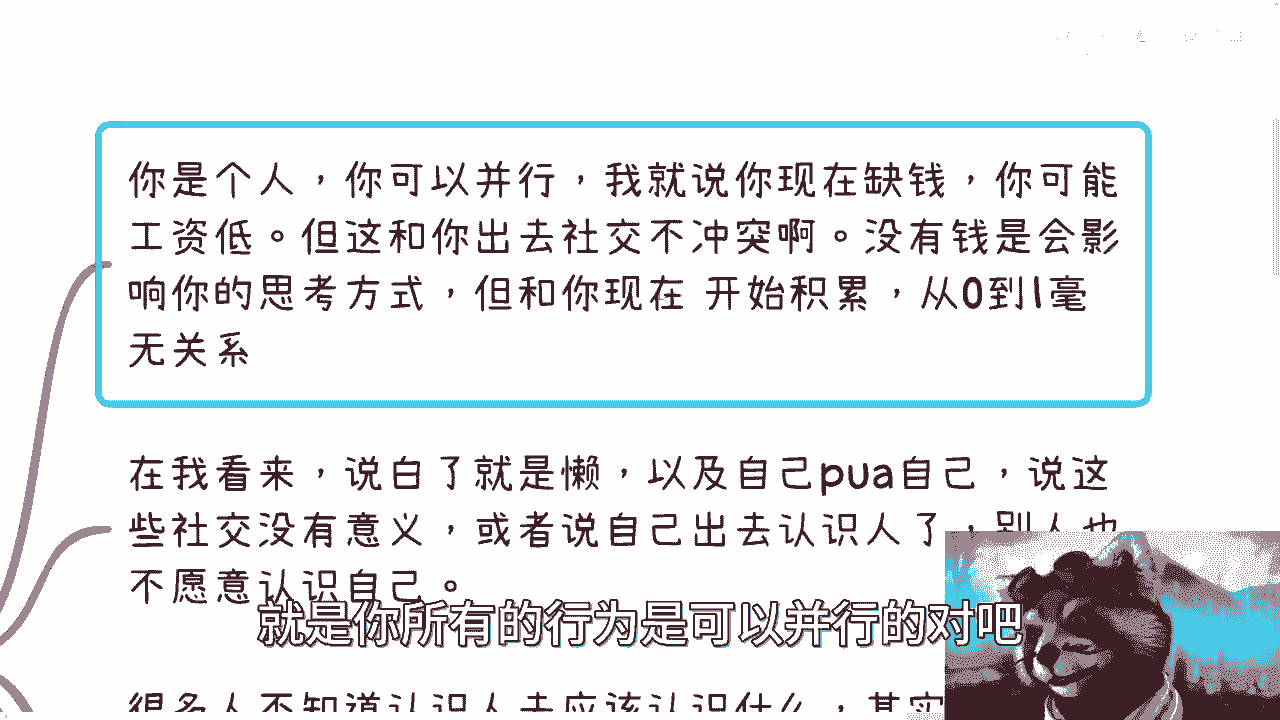 你是个人，你可以并行，我就说你现在缺钱，你可能
工资低。但这和你出去社交不冲突啊。没有钱是会影
响你的思考方式，但和你现在 开始积累，从0到1毫
无关系
在我看来，说白了就是懒，以及自己pua自己，说这
些社交没有意义，或者说自己出去认识人了，别人也
不愿意认识自己。
就是你所有的行为是可以并行的对吧
很多人不知道认识人去应该认识什么，其实